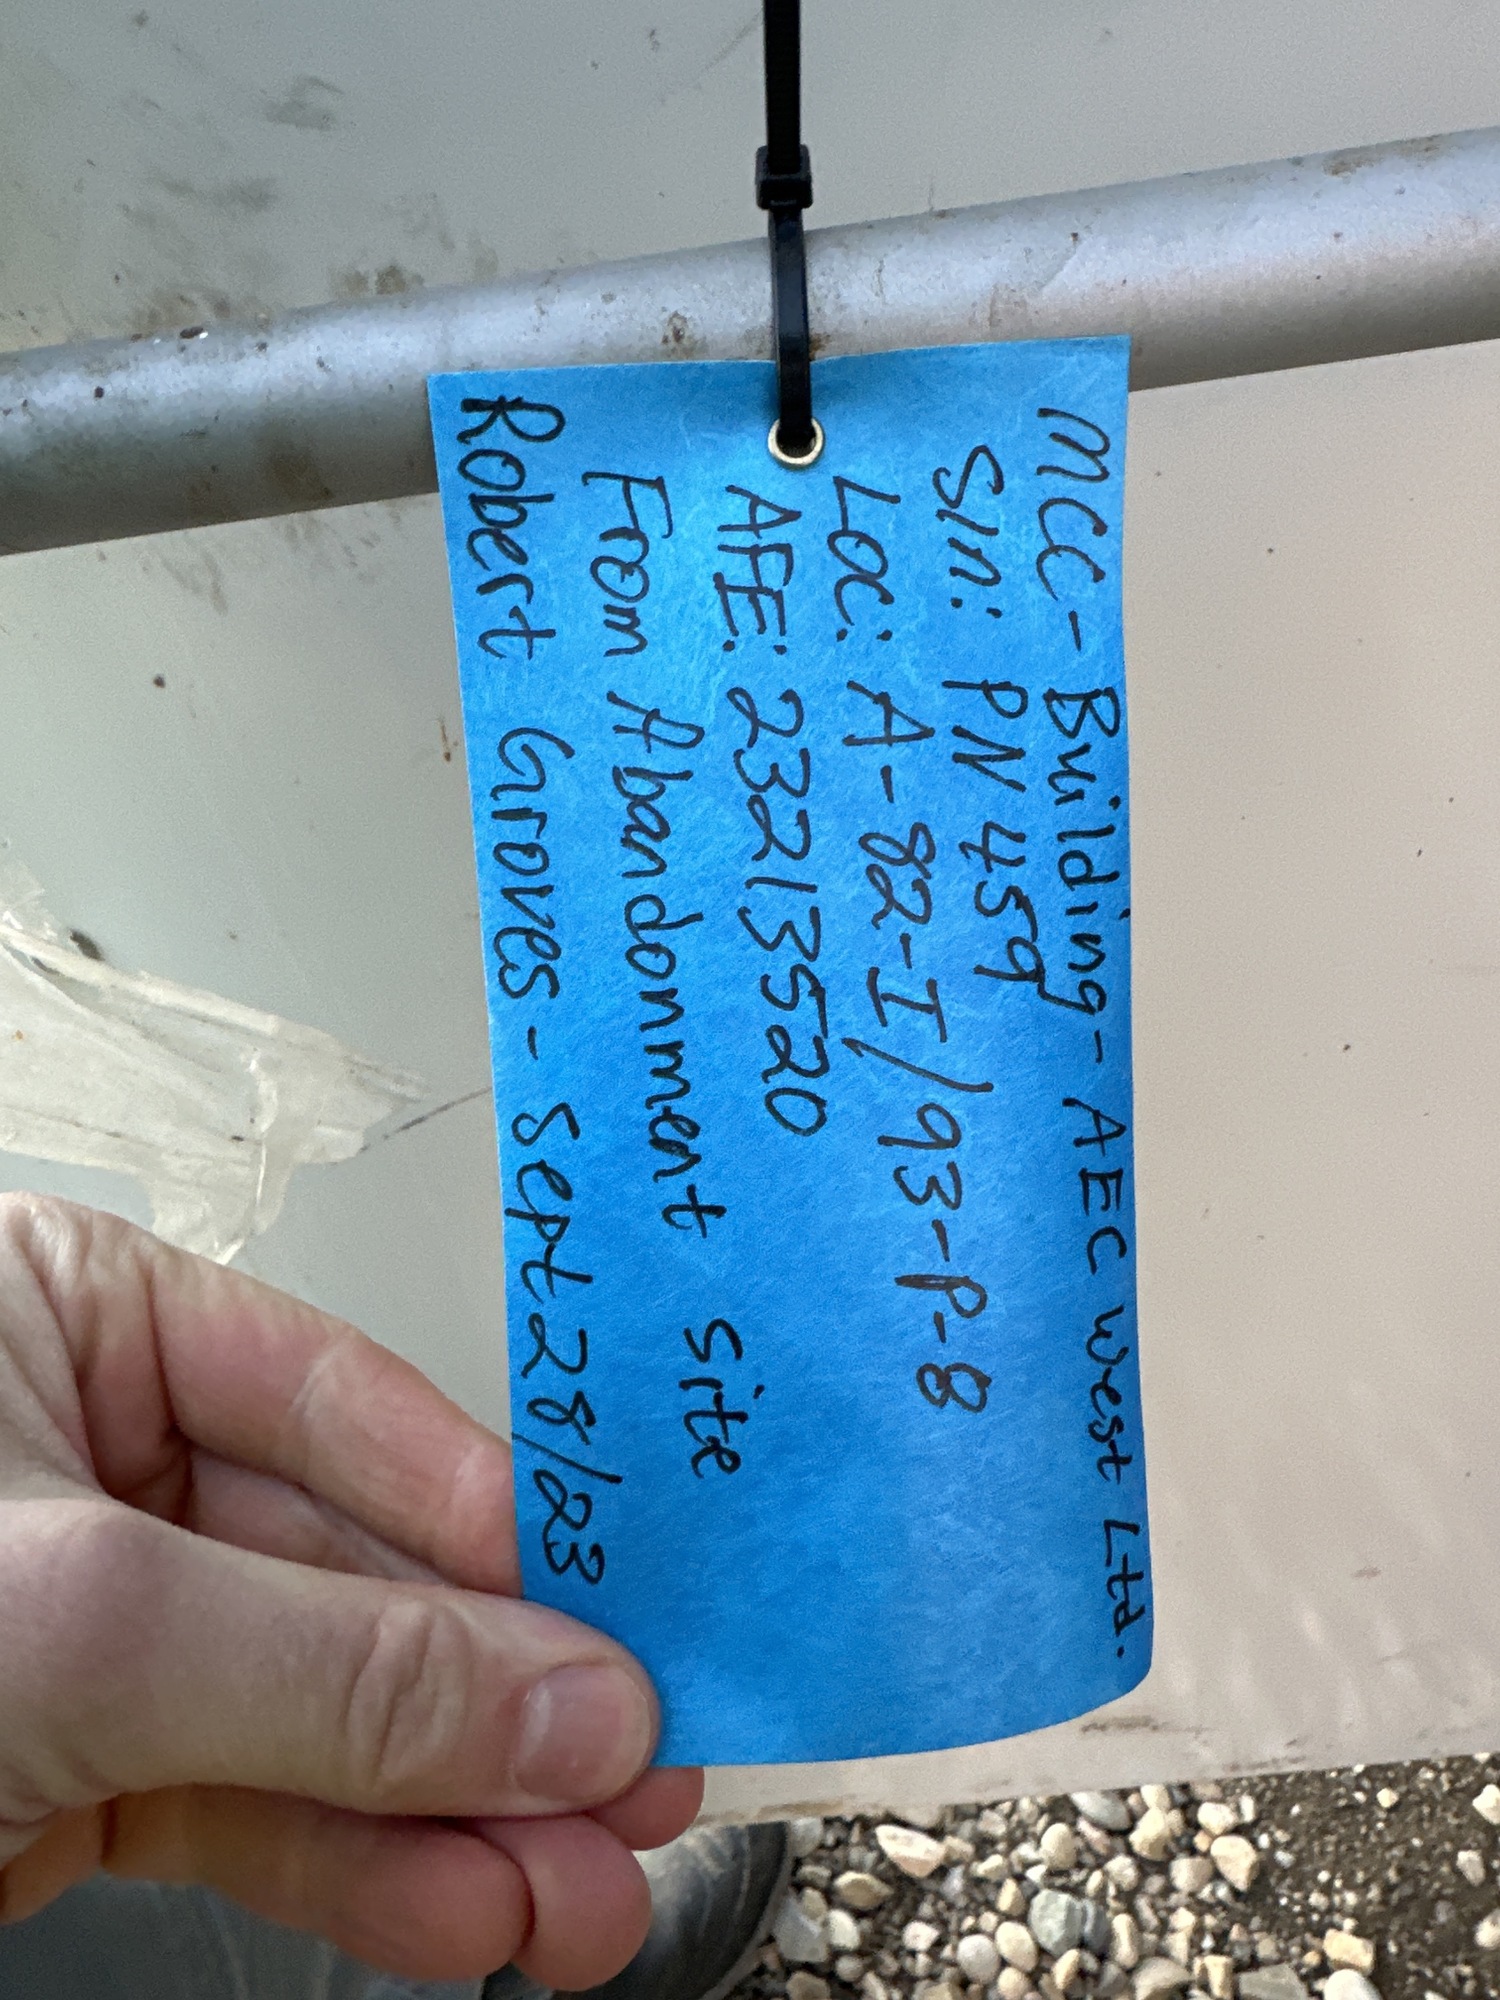 MCC - Building - AEC West Ltd.
S/n: PN 459
LOC: A-82-I/93-P-8
AFE: 23213520
From Abandonment Site
Robert Groves - Sept 28/23